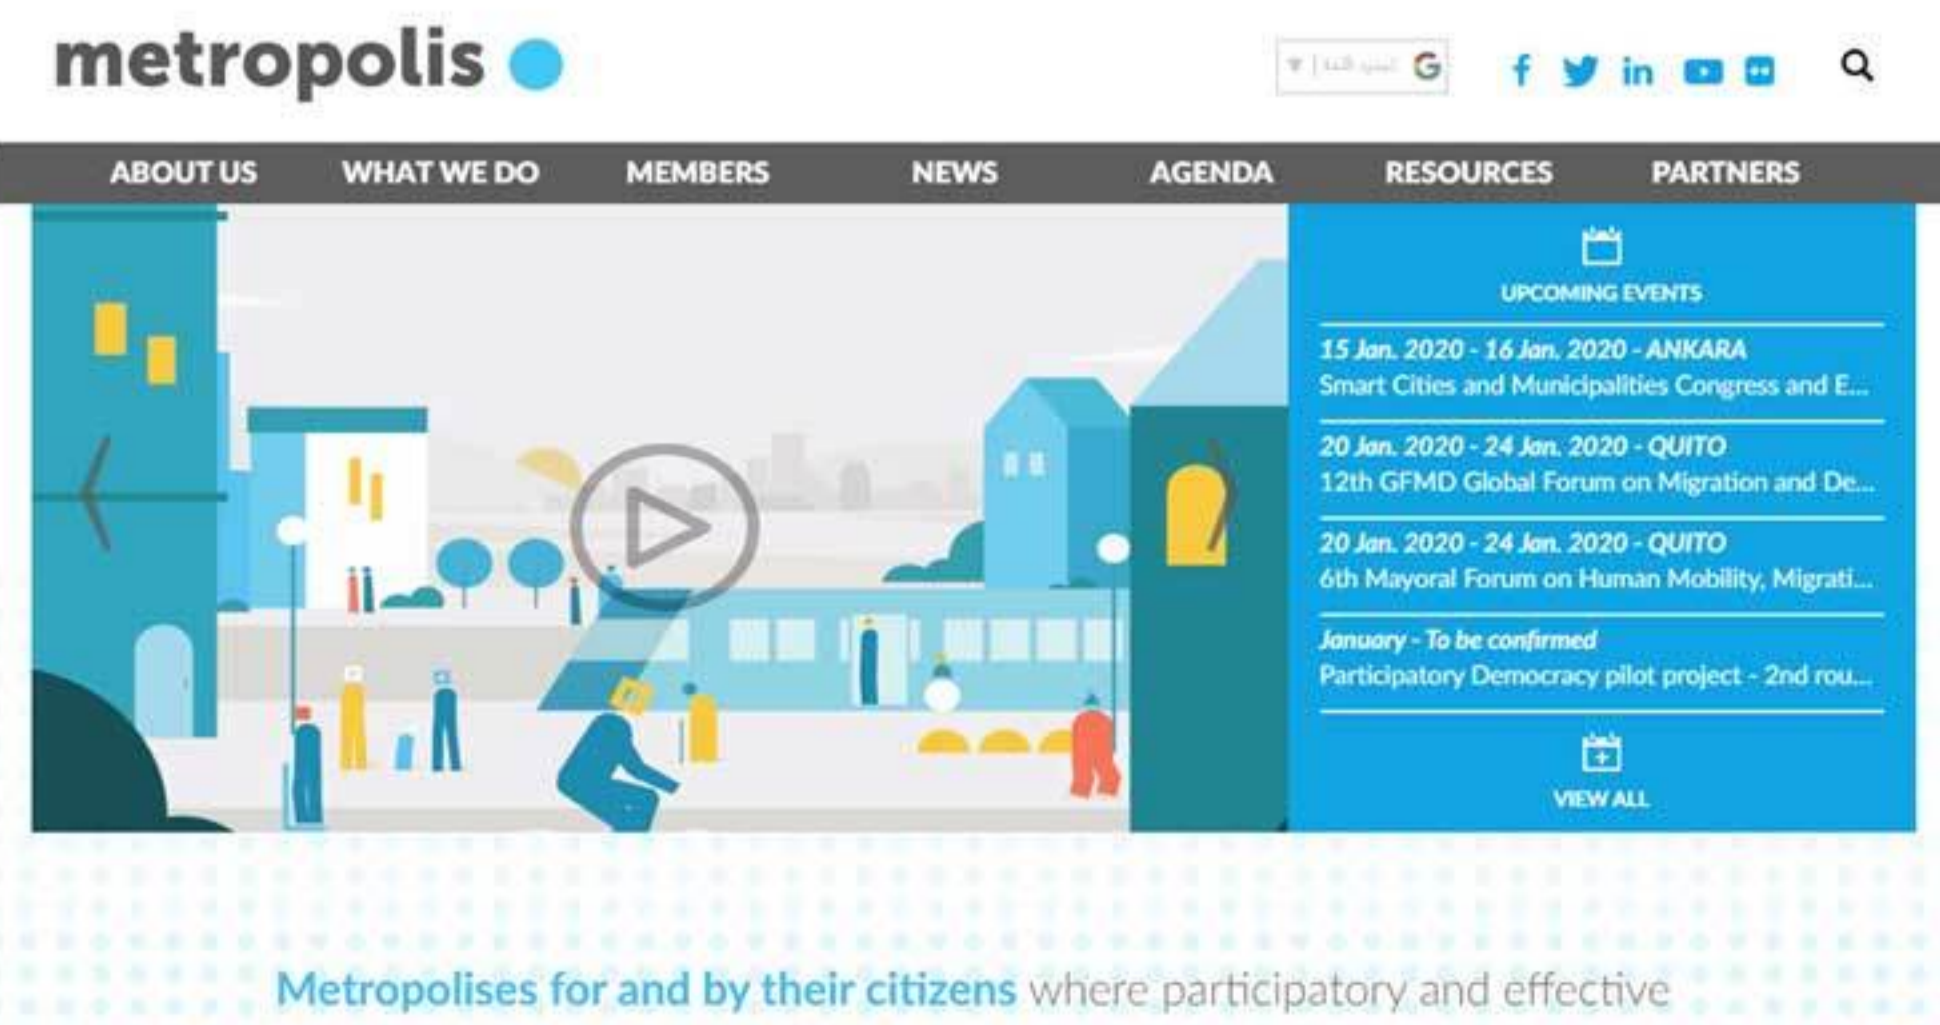 metropolis
ABOUT US
WHAT WE DO
MEMBERS
NEWS
AGENDA
RESOURCES
PARTNERS
UPCOMING EVENTS
15 Jan. 2020 - 16 Jan. 2020 - ANKARA
Smart Cities and Municipalities Congress and E...
20 Jan. 2020 - 24 Jan. 2020 - QUITO
12th GFMD Global Forum on Migration and De...
20 Jan. 2020 - 24 Jan. 2020 - QUITO
6th Mayoral Forum on Human Mobility, Migrati...
January - To be confirmed
Participatory Democracy pilot project - 2nd rou...
VIEW ALL
Metropolises for and by their citizens where participatory and effective